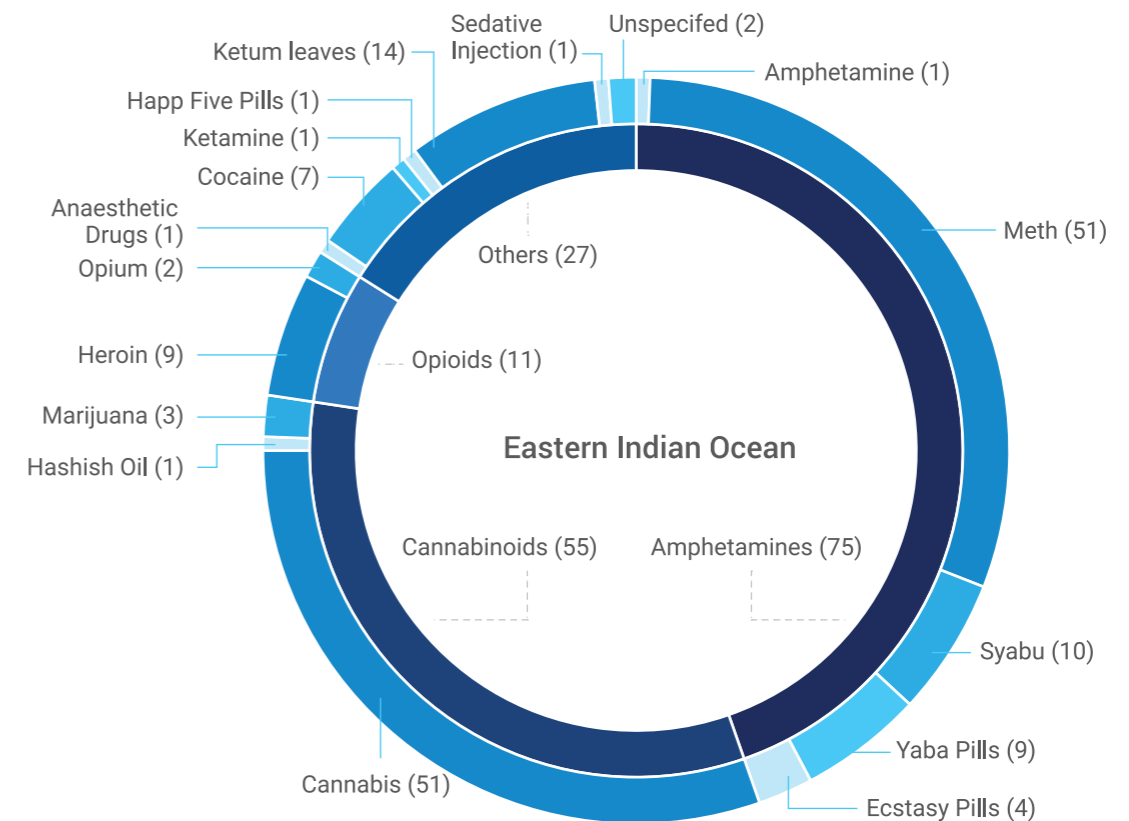 Sedative
Injection (1)
Unspecifed (2)
Ketum leaves (14)
Amphetamine (1)
Happ Five Pills (1)
Ketamine (1)
Cocaine (7)
Anaesthetic
Drugs (1)
Opium (2)
Meth (51)
Others (27)
Heroin (9)
Opioids (11)
Marijuana (3)
Hashish Oil (1)
Eastern Indian Ocean
Cannabinoids (55)
Amphetamines (75)
Syabu (10)
Yaba Pills (9)
Cannabis (51)
Ecstasy Pills (4)